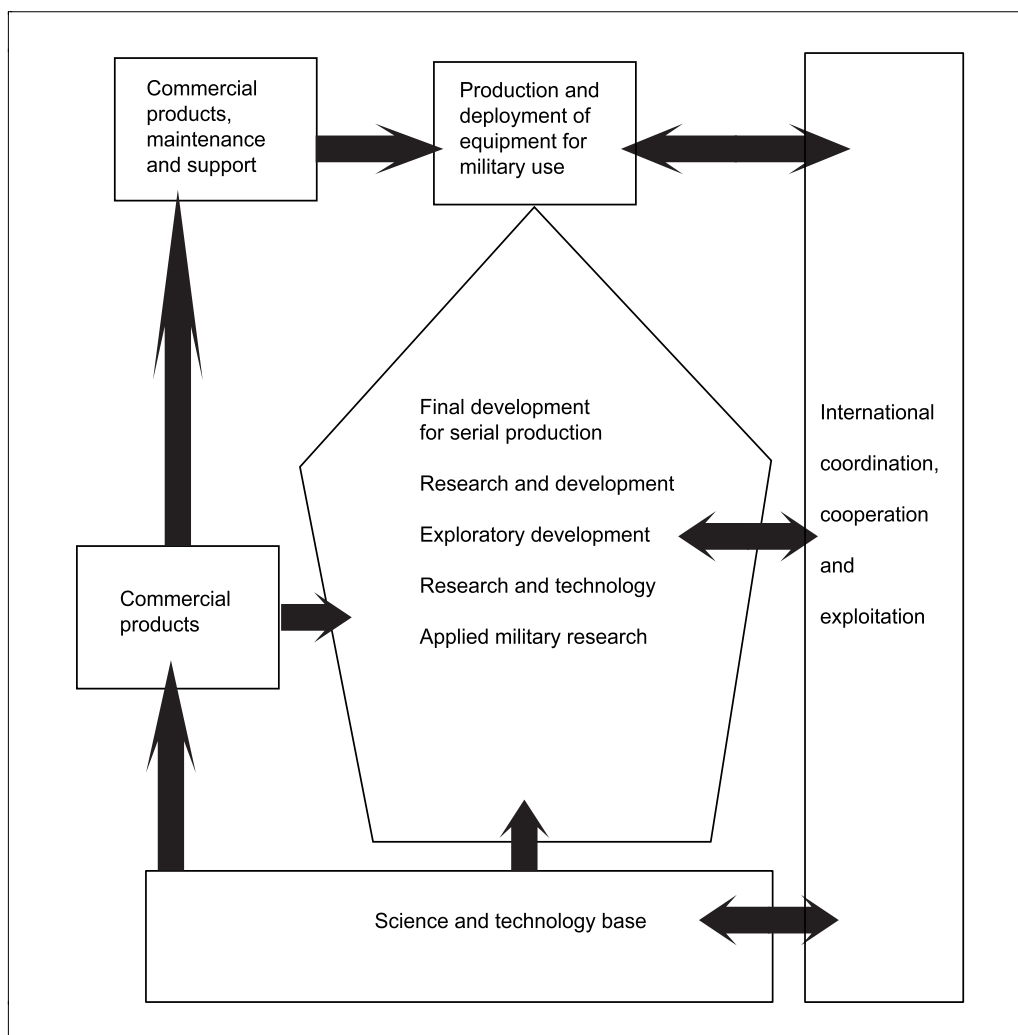 Commercial
products,
maintenance
and support
Production and
deployment of
equipment for
military use
Final development
for serial production
Research and development
Exploratory development
Research and technology
Applied military research
International
coordination,
cooperation
and
exploitation
Commercial
products
Science and technology base